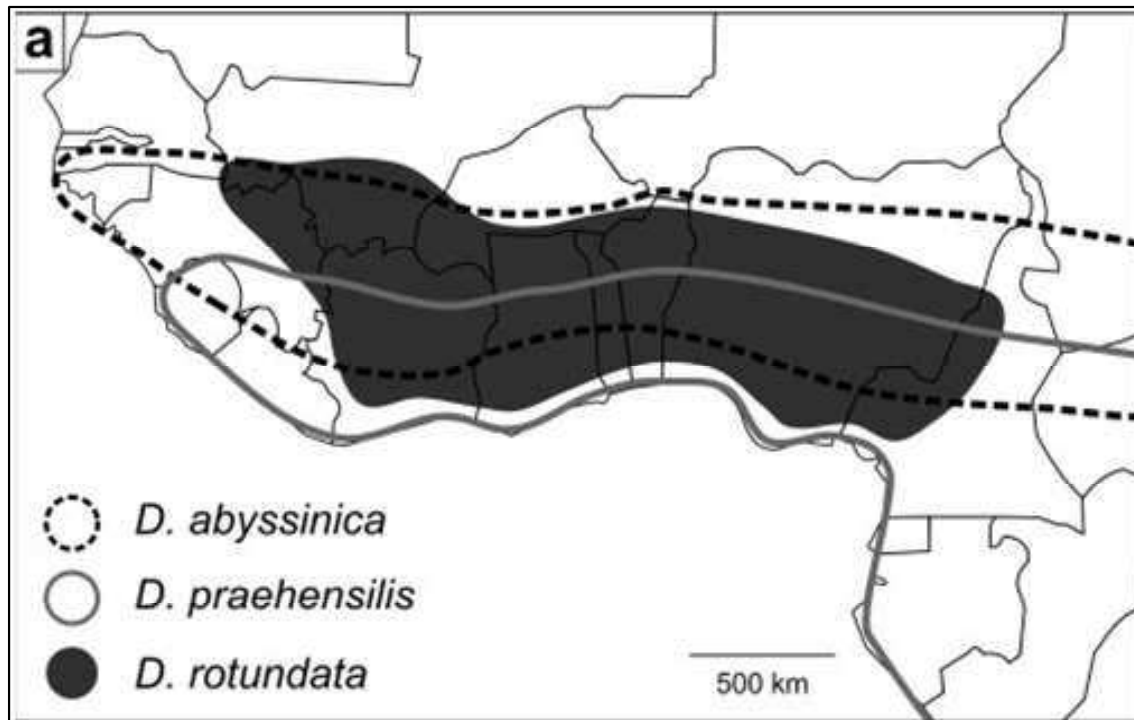 a
D. abyssinica
D. praehensilis
D. rotundata
500 km